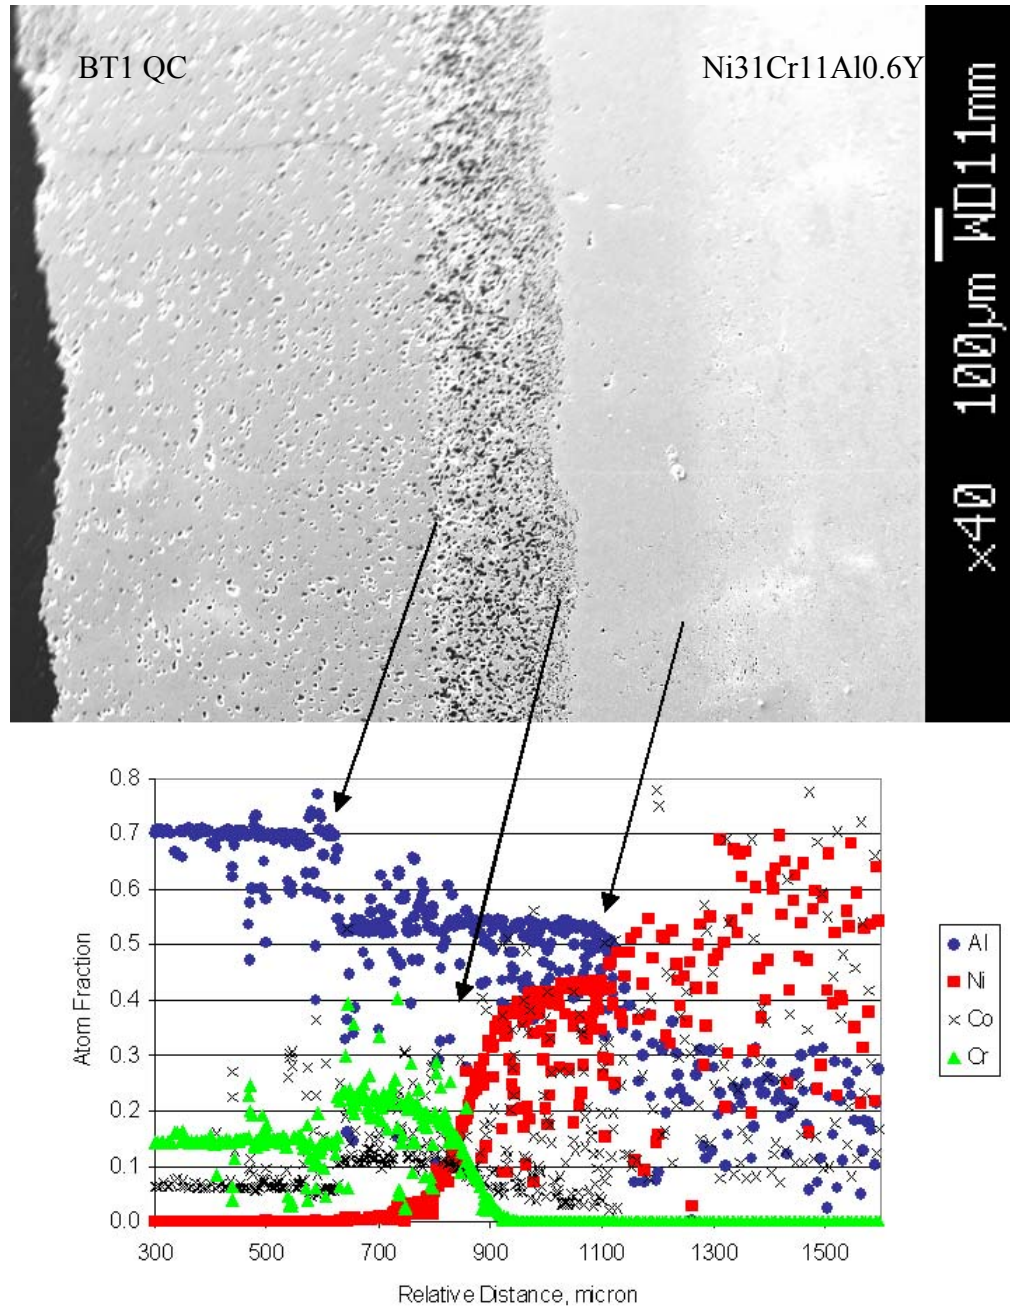 BT1 QC
Ni31Cr11Al0.6Y
×40 100µm WD11mm
0.8
0.7
0.6
0.5
0.4
0.3
0.2
0.1
0.0
Atom Fraction
300 500 700 900 1100 1300 1500
Relative Distance, micron
Al
Ni
Co
Cr